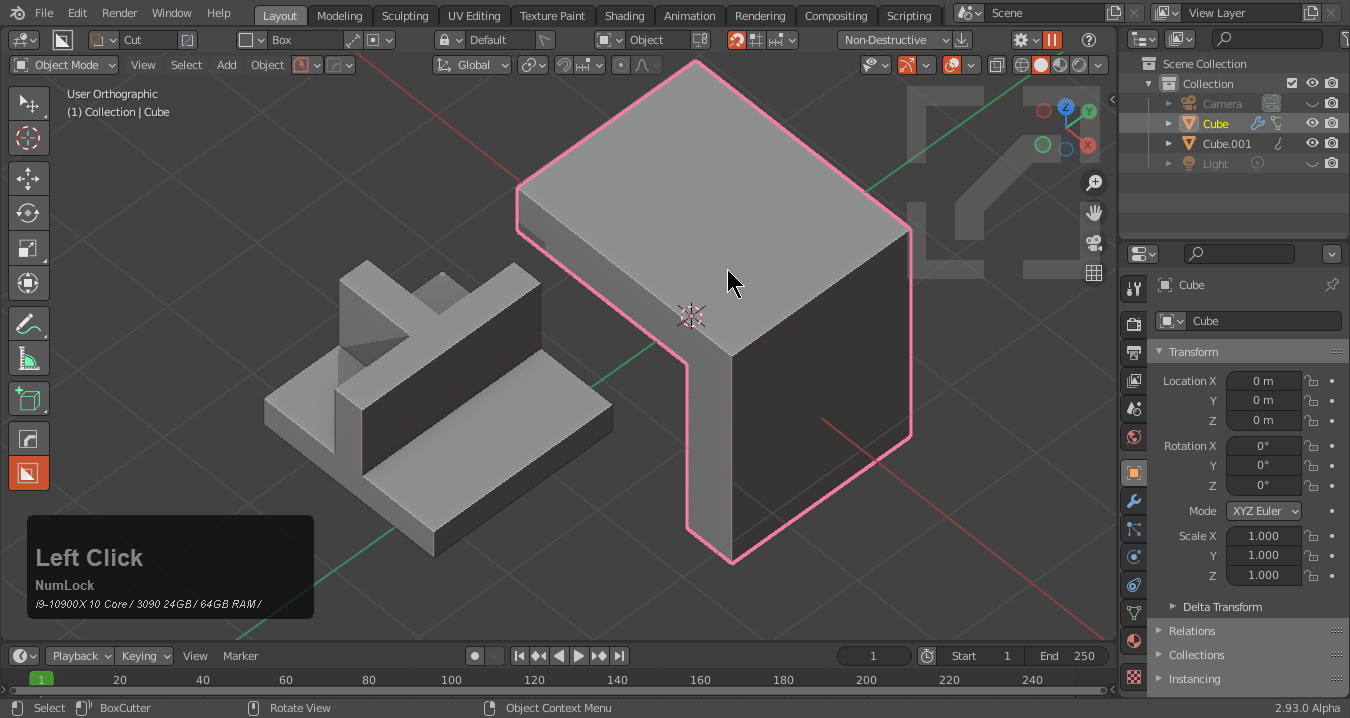 File Edit Render Window Help Layout Modeling Sculpting UV Editing Texture Paint Shading Animation Rendering Compositing Scripting Scene View Layer
Cut Box Default Object Non-Destructive
Object Mode View Select Add Object Global
User Orthographic
(1) Collection | Cube
Z
Y
X
Scene Collection
Collection
Camera
Cube
Cube.001
Light
Cube
Cube
Transform
Location X 0 m
Y 0 m
Z 0 m
Rotation X 0°
Y 0°
Z 0°
Mode XYZ Euler
Scale X 1.000
Y 1.000
Z 1.000
Delta Transform
Relations
Collections
Instancing
Left Click
NumLock
i9-10900X 10 Core / 3090 24GB / 64GB RAM /
Playback Keying View Marker 1 Start 1 End 250
1 20 40 60 80 100 120 140 160 180 200 220 240
Select BoxCutter Rotate View Object Context Menu 2.93.0 Alpha